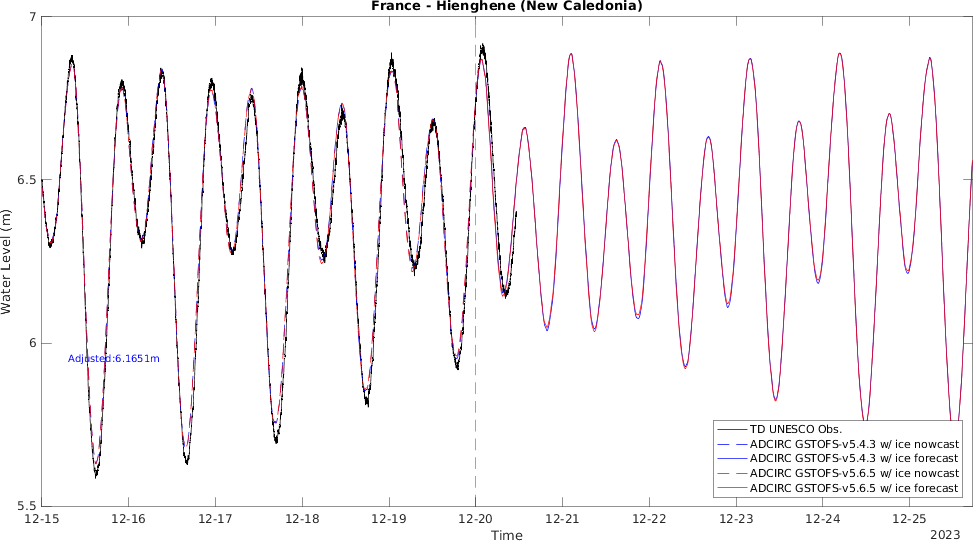 France - Hienghene (New Caledonia)
7
6.5
6
5.5
Water Level (m)
Adjusted:6.1651m
TD UNESCO Obs.
ADCIRC GSTOFS-v5.4.3 w/ ice nowcast
ADCIRC GSTOFS-v5.4.3 w/ ice forecast
ADCIRC GSTOFS-v5.6.5 w/ ice nowcast
ADCIRC GSTOFS-v5.6.5 w/ ice forecast
12-15 12-16 12-17 12-18 12-19 12-20 12-21 12-22 12-23 12-24 12-25
Time
2023